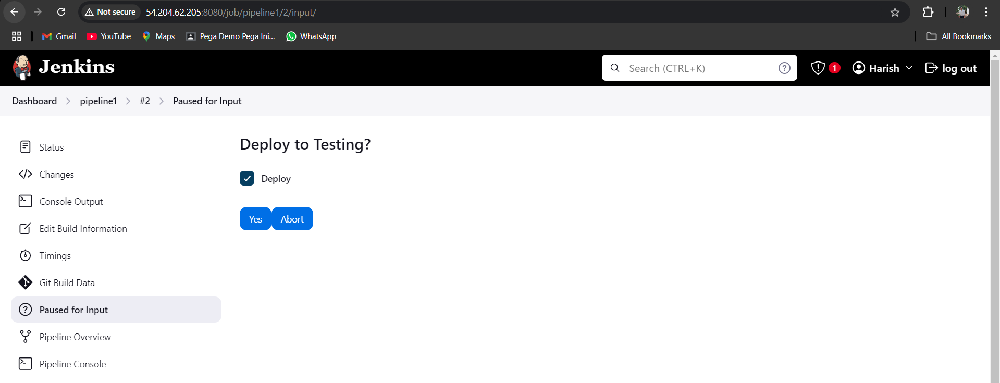 Not secure 54.204.62.205:8080/job/pipeline1/2/input/
Gmail YouTube Maps Pega Demo Pega Ini... WhatsApp All Bookmarks
Jenkins Search (CTRL+K) ? 1 Harish log out
Dashboard > pipeline1 > #2 > Paused for Input
Deploy to Testing?
Deploy
Yes Abort
Status
Changes
Console Output
Edit Build Information
Timings
Git Build Data
Paused for Input
Pipeline Overview
Pipeline Console